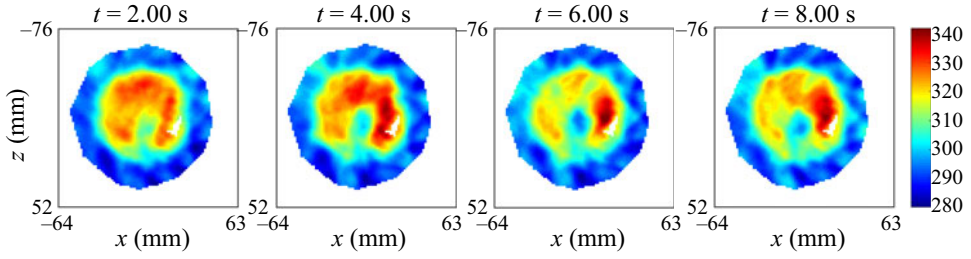 t = 2.00 s t = 4.00 s t = 6.00 s t = 8.00 s
–76 –76 –76 –76
z (mm)
52 52 52 52
–64 63 –64 63 –64 63 –64 63
x (mm) x (mm) x (mm) x (mm)
340
330
320
310
300
290
280